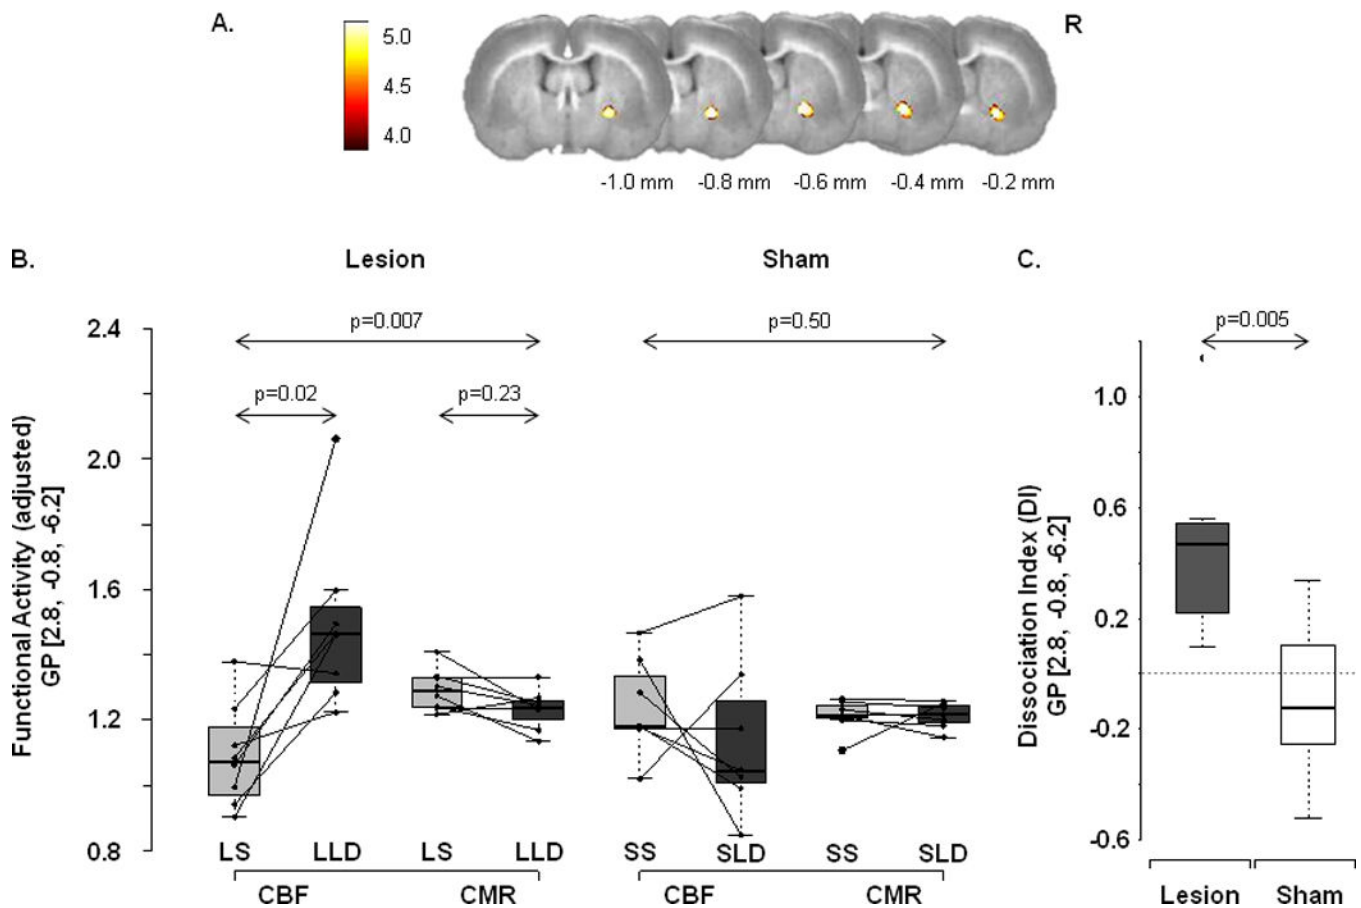 A.
R
5.0
4.5
4.0
-1.0 mm -0.8 mm -0.6 mm -0.4 mm -0.2 mm
B.
Lesion
Sham
C.
p=0.007
p=0.50
p=0.005
p=0.02
p=0.23
Functional Activity (adjusted)
GP [2.8, -0.8, -6.2]
2.4
2.0
1.6
1.2
0.8
LS LLD LS LLD SS SLD SS SLD
CBF CMR CBF CMR
Dissociation Index (DI)
GP [2.8, -0.8, -6.2]
1.0
0.6
0.2
-0.2
-0.6
Lesion Sham